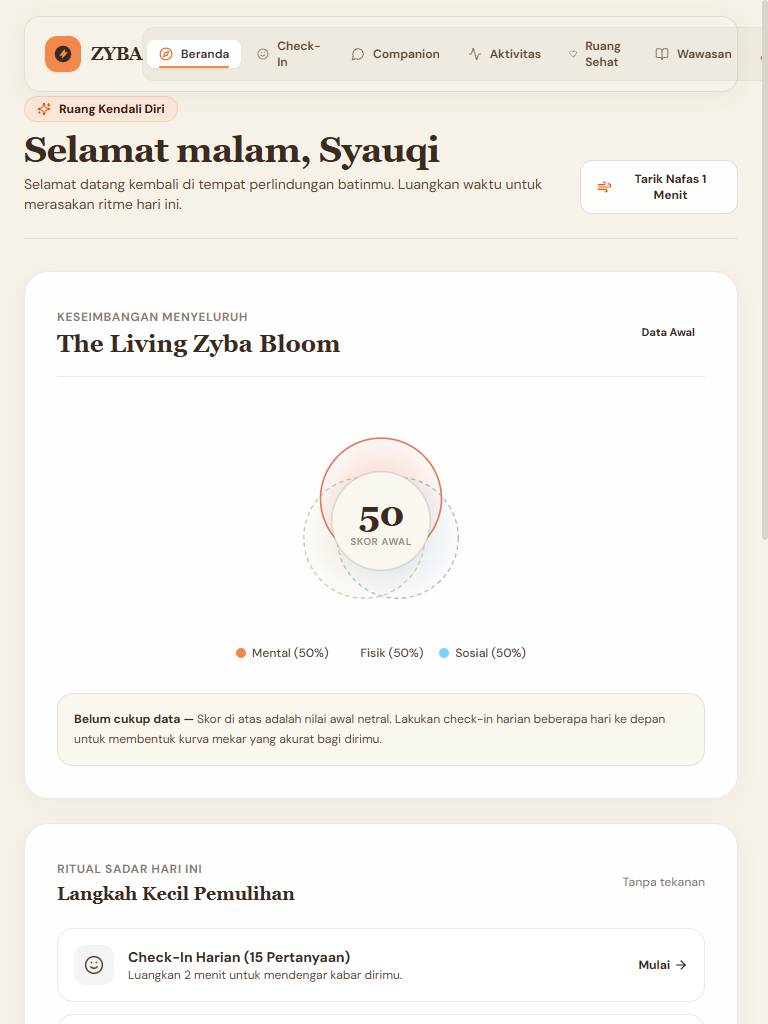 ZYBA
Beranda
Check-
In
Companion
Aktivitas
Ruang
Sehat
Wawasan
Ruang Kendali Diri
Selamat malam, Syauqi
Selamat datang kembali di tempat perlindungan batinmu. Luangkan waktu untuk
merasakan ritme hari ini.
Tarik Nafas 1
Menit
KESEIMBANGAN MENYELURUH
The Living Zyba Bloom
Data Awal
50
SKOR AWAL
Mental (50%)
Fisik (50%)
Sosial (50%)
Belum cukup data — Skor di atas adalah nilai awal netral. Lakukan check-in harian beberapa hari ke depan
untuk membentuk kurva mekar yang akurat bagi dirimu.
RITUAL SADAR HARI INI
Langkah Kecil Pemulihan
Tanpa tekanan
Check-In Harian (15 Pertanyaan)
Luangkan 2 menit untuk mendengar kabar dirimu.
Mulai →